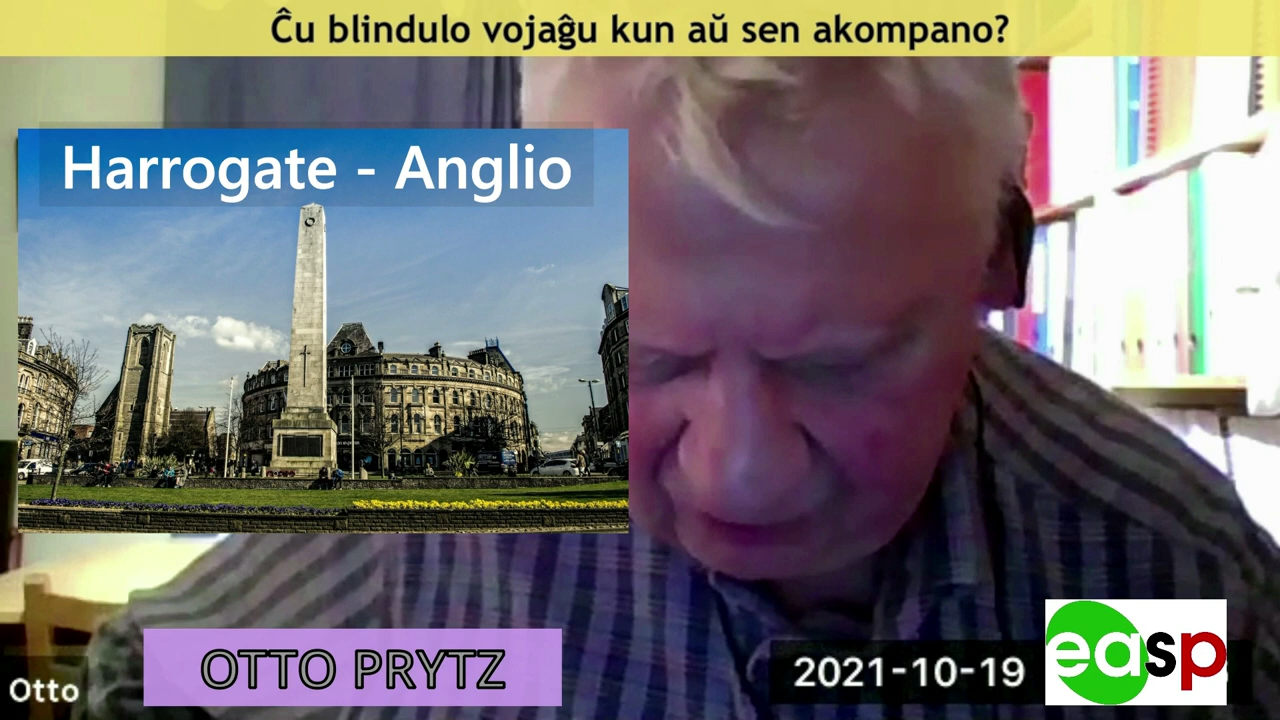 Ĉu blindulo vojaĝu kun aŭ sen akompano?
Harrogate - Anglio
OTTO PRYTZ
Otto
2021-10-19
easp